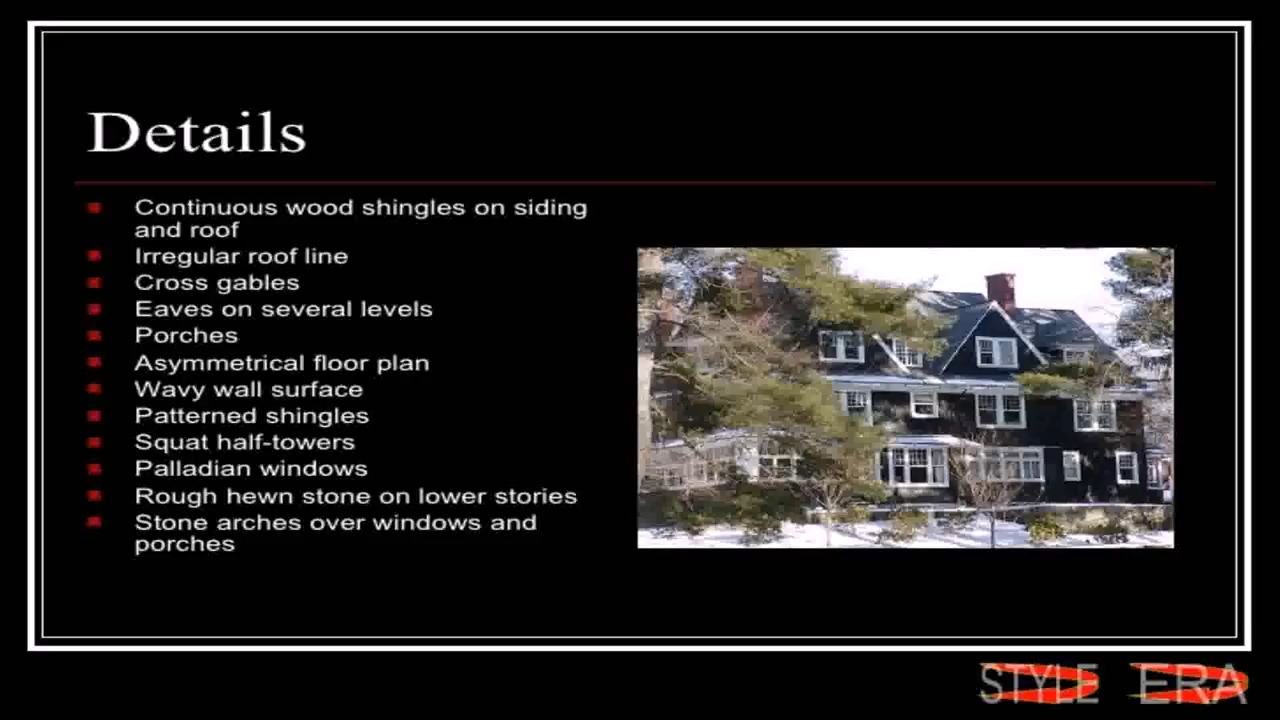 Details
Continuous wood shingles on siding
and roof
Irregular roof line
Cross gables
Eaves on several levels
Porches
Asymmetrical floor plan
Wavy wall surface
Patterned shingles
Squat half-towers
Palladian windows
Rough hewn stone on lower stories
Stone arches over windows and
porches
STYLE ERA